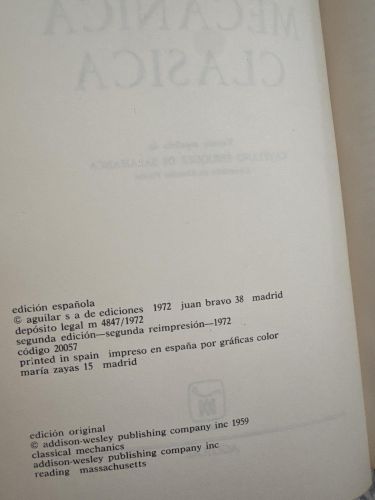 MECÁNICA
CLÁSICA
edición española
© aguilar s a de ediciones 1972 juan bravo 38 madrid
depósito legal m 4847/1972
segunda edición—segunda reimpresión—1972
código 20057
printed in spain impreso en españa por gráficas color
maría zayas 15 madrid
edición original
© addison-wesley publishing company inc 1959
classical mechanics
addison-wesley publishing company inc
reading massachusetts